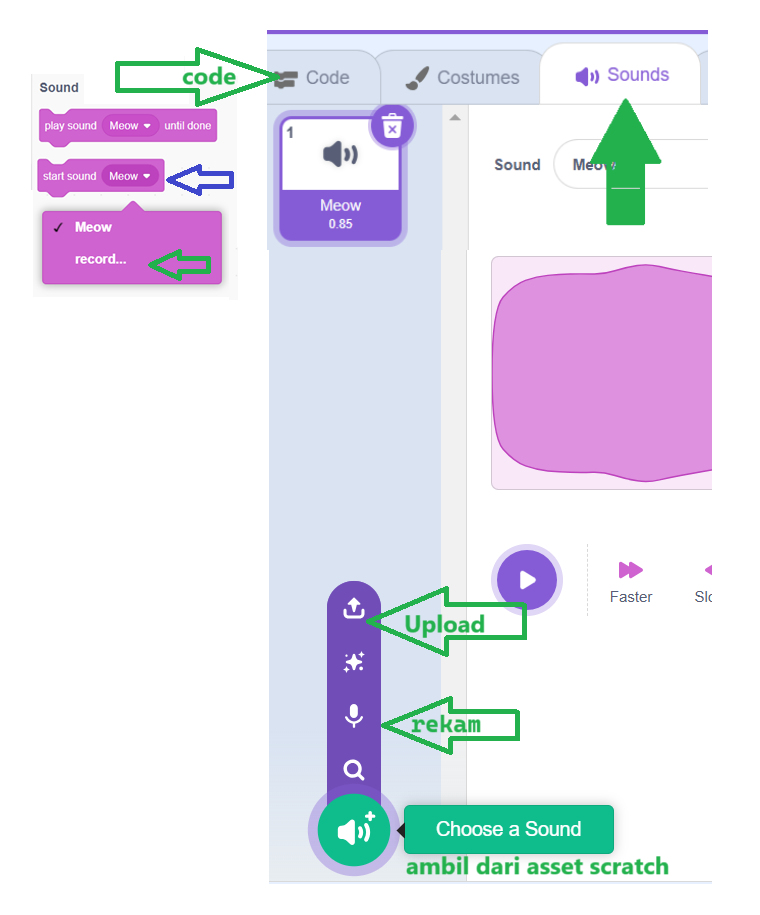 Sound
play sound Meow until done
start sound Meow
✓ Meow
record...
code
Code
Costumes
Sounds
1
Meow
0.85
Sound
Meow
Faster
Upload
rekam
Choose a Sound
ambil dari asset scratch